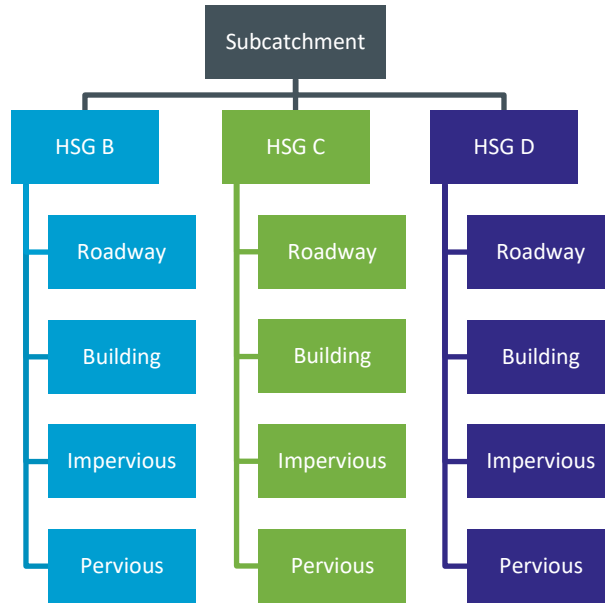 Subcatchment
HSG B
HSG C
HSG D
Roadway
Roadway
Roadway
Building
Building
Building
Impervious
Impervious
Impervious
Pervious
Pervious
Pervious